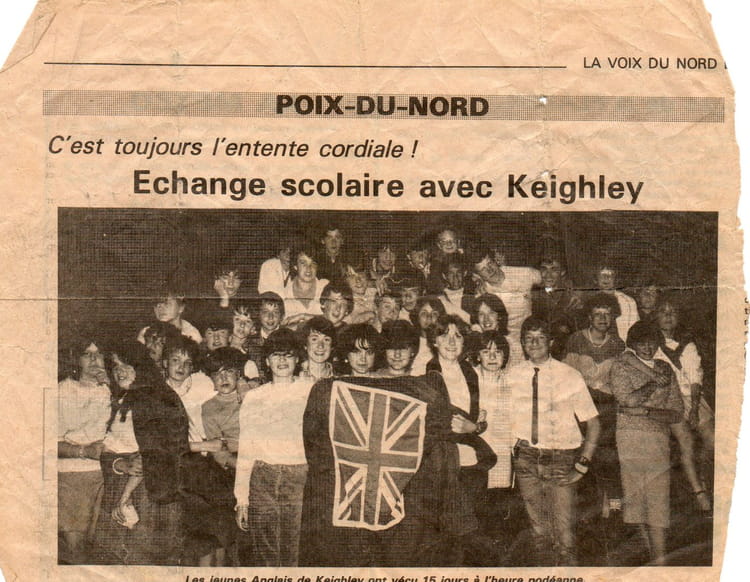 LA VOIX DU NORD
POIX-DU-NORD
C'est toujours l'entente cordiale !
Echange scolaire avec Keighley
Les jeunes Anglais de Keighley ont vécu 15 jours à l'heure podéenne